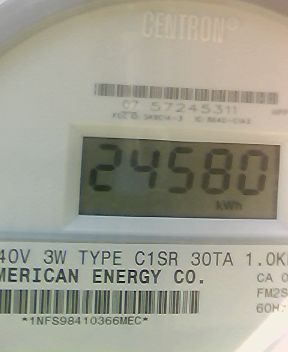 CENTRON®
07 57245311
24580
kWh
40V 3W TYPE C1SR 30TA 1.0K
MERICAN ENERGY CO. CA 0
FM2S
60H
*1NFS98410366MEC*